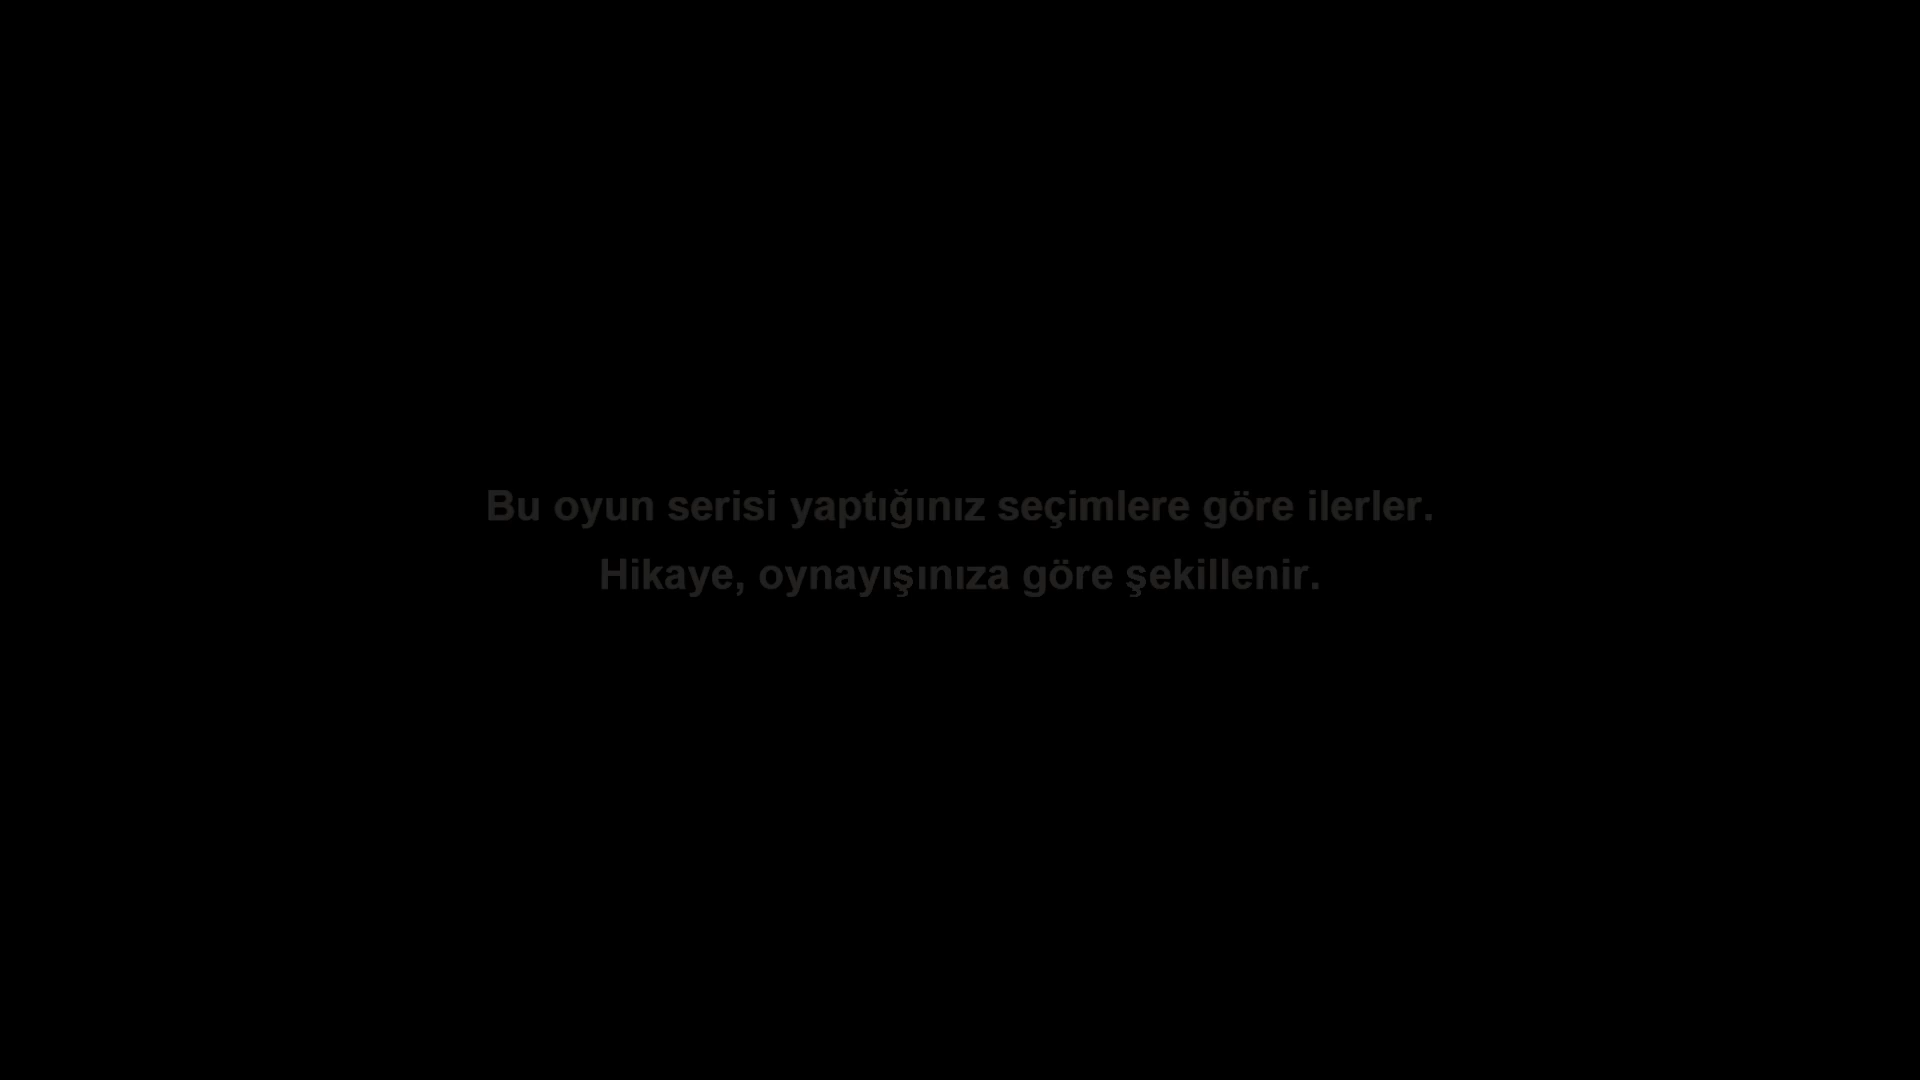 Bu oyun serisi yaptığınız seçimlere göre ilerler.
Hikaye, oynayışınıza göre şekillenir.